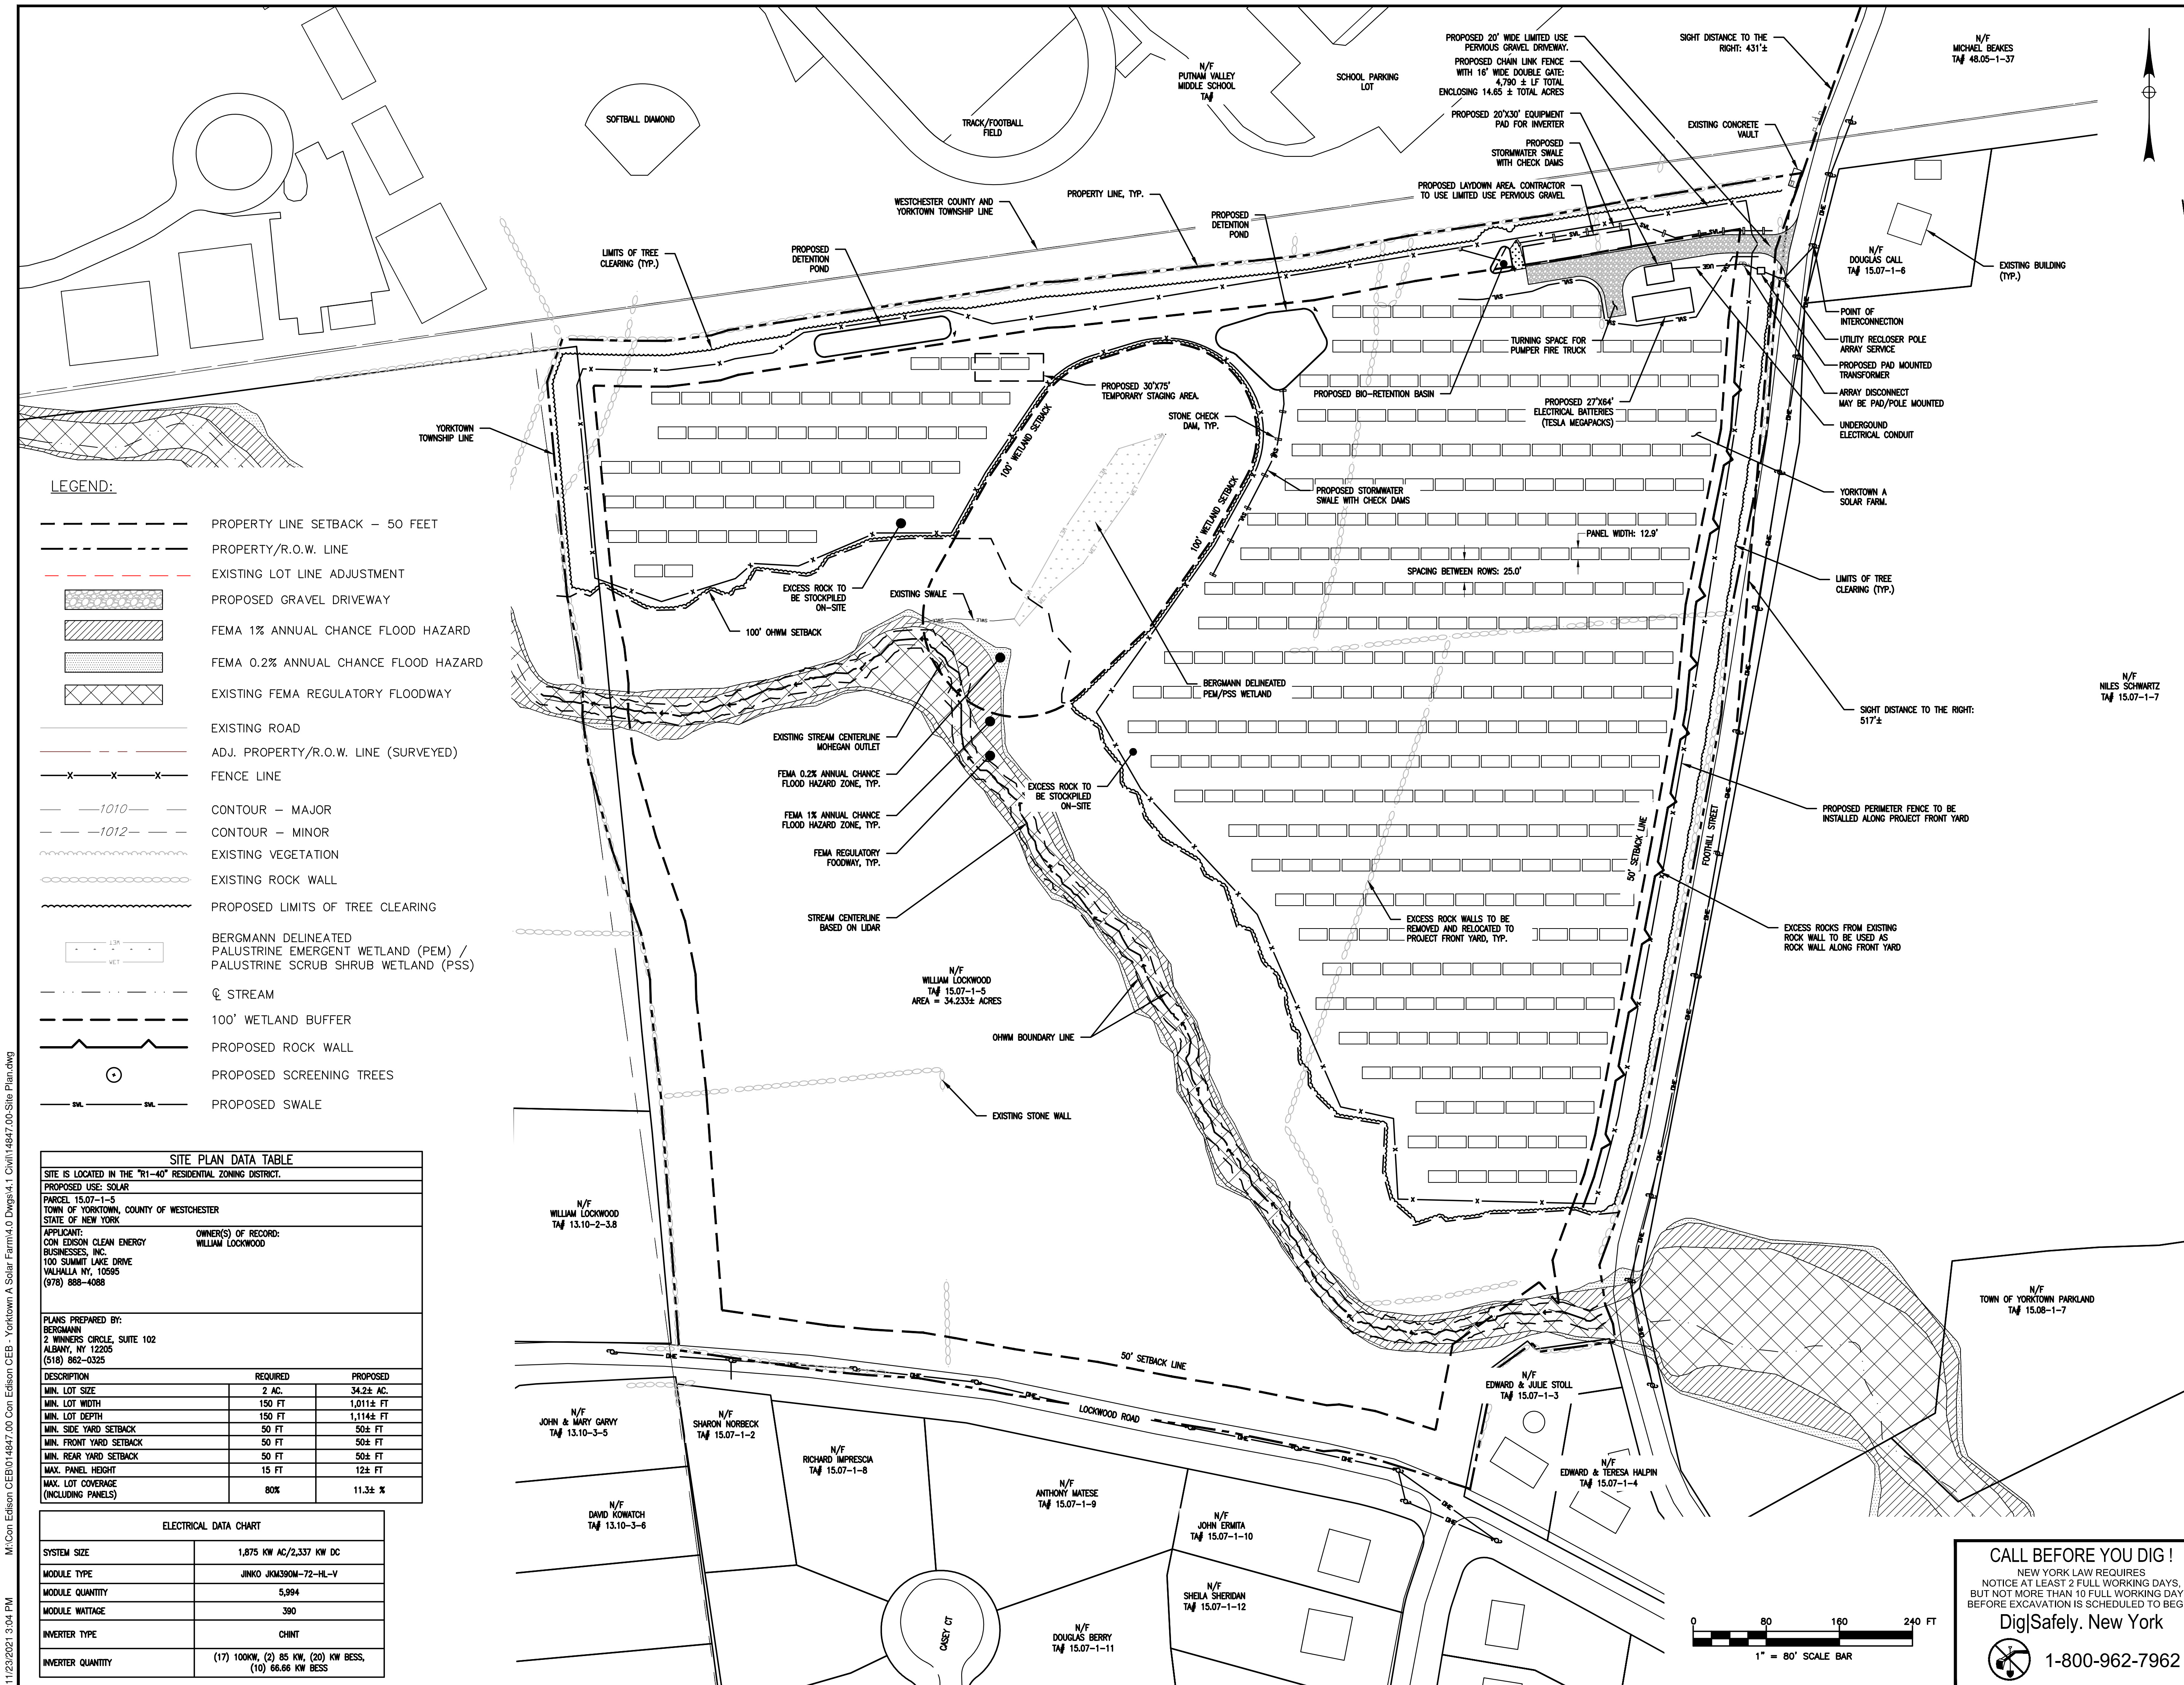 N/F
PUTNAM VALLEY
MIDDLE SCHOOL
TA#
SCHOOL PARKING
LOT
SOFTBALL DIAMOND
TRACK/FOOTBALL
FIELD
PROPOSED 20' WIDE LIMITED USE
PERVIOUS GRAVEL DRIVEWAY.
PROPOSED CHAIN LINK FENCE
WITH 16' WIDE DOUBLE GATE:
4,790 ± LF TOTAL
ENCLOSING 14.65 ± TOTAL ACRES
PROPOSED 20'X30' EQUIPMENT
PAD FOR INVERTER
PROPOSED
STORMWATER SWALE
WITH CHECK DAMS
PROPOSED LAYDOWN AREA. CONTRACTOR
TO USE LIMITED USE PERVIOUS GRAVEL
SIGHT DISTANCE TO THE
RIGHT: 431'±
N/F
MICHAEL BEAKES
TA# 48.05-1-37
EXISTING CONCRETE
VAULT
WESTCHESTER COUNTY AND
YORKTOWN TOWNSHIP LINE
PROPERTY LINE, TYP.
PROPOSED
DETENTION
POND
LIMITS OF TREE
CLEARING (TYP.)
PROPOSED
DETENTION
POND
N/F
DOUGLAS CALL
TA# 15.07-1-6
EXISTING BUILDING
(TYP.)
POINT OF
INTERCONNECTION
UTILITY RECLOSER POLE
ARRAY SERVICE
PROPOSED PAD MOUNTED
TRANSFORMER
ARRAY DISCONNECT
MAY BE PAD/POLE MOUNTED
UNDERGOUND
ELECTRICAL CONDUIT
TURNING SPACE FOR
PUMPER FIRE TRUCK
PROPOSED BIO-RETENTION BASIN
PROPOSED 27'X64'
ELECTRICAL BATTERIES
(TESLA MEGAPACKS)
PROPOSED 30'X75'
TEMPORARY STAGING AREA.
STONE CHECK
DAM, TYP.
YORKTOWN
TOWNSHIP LINE
100' WETLAND SETBACK
100' WETLAND SETBACK
PROPOSED STORMWATER
SWALE WITH CHECK DAMS
YORKTOWN A
SOLAR FARM.
PANEL WIDTH: 12.9'
SPACING BETWEEN ROWS: 25.0'
LIMITS OF TREE
CLEARING (TYP.)
EXCESS ROCK TO
BE STOCKPILED
ON-SITE
EXISTING SWALE
100' OHWM SETBACK
BERGMANN DELINEATED
PEM/PSS WETLAND
N/F
NILES SCHWARTZ
TA# 15.07-1-7
SIGHT DISTANCE TO THE RIGHT:
517'±
EXISTING STREAM CENTERLINE
MOHEGAN OUTLET
FEMA 0.2% ANNUAL CHANCE
FLOOD HAZARD ZONE, TYP.
FEMA 1% ANNUAL CHANCE
FLOOD HAZARD ZONE, TYP.
FEMA REGULATORY
FOODWAY, TYP.
STREAM CENTERLINE
BASED ON LIDAR
EXCESS ROCK TO
BE STOCKPILED
ON-SITE
50' SETBACK LINE
FOOTHILL STREET
PROPOSED PERIMETER FENCE TO BE
INSTALLED ALONG PROJECT FRONT YARD
EXCESS ROCK WALLS TO BE
REMOVED AND RELOCATED TO
PROJECT FRONT YARD, TYP.
EXCESS ROCKS FROM EXISTING
ROCK WALL TO BE USED AS
ROCK WALL ALONG FRONT YARD
N/F
WILLIAM LOCKWOOD
TA# 15.07-1-5
AREA = 34.233± ACRES
OHWM BOUNDARY LINE
EXISTING STONE WALL
N/F
WILLIAM LOCKWOOD
TA# 13.10-2-3.8
50' SETBACK LINE
LOCKWOOD ROAD
N/F
TOWN OF YORKTOWN PARKLAND
TA# 15.08-1-7
N/F
EDWARD & JULIE STOLL
TA# 15.07-1-3
N/F
EDWARD & TERESA HALPIN
TA# 15.07-1-4
N/F
JOHN & MARY GARVY
TA# 13.10-3-5
N/F
SHARON NORBECK
TA# 15.07-1-2
N/F
RICHARD IMPRESCIA
TA# 15.07-1-8
N/F
ANTHONY MATESE
TA# 15.07-1-9
N/F
DAVID KOWATCH
TA# 13.10-3-6
N/F
JOHN ERMITA
TA# 15.07-1-10
N/F
SHEILA SHERIDAN
TA# 15.07-1-12
N/F
DOUGLAS BERRY
TA# 15.07-1-11
CASEY CT
LEGEND:
PROPERTY LINE SETBACK – 50 FEET
PROPERTY/R.O.W. LINE
EXISTING LOT LINE ADJUSTMENT
PROPOSED GRAVEL DRIVEWAY
FEMA 1% ANNUAL CHANCE FLOOD HAZARD
FEMA 0.2% ANNUAL CHANCE FLOOD HAZARD
EXISTING FEMA REGULATORY FLOODWAY
EXISTING ROAD
ADJ. PROPERTY/R.O.W. LINE (SURVEYED)
X X X FENCE LINE
1010 CONTOUR – MAJOR
1012 CONTOUR – MINOR
EXISTING VEGETATION
EXISTING ROCK WALL
PROPOSED LIMITS OF TREE CLEARING
WET
WET
BERGMANN DELINEATED
PALUSTRINE EMERGENT WETLAND (PEM) /
PALUSTRINE SCRUB SHRUB WETLAND (PSS)
℄ STREAM
100' WETLAND BUFFER
PROPOSED ROCK WALL
PROPOSED SCREENING TREES
SWL SWL PROPOSED SWALE
SITE PLAN DATA TABLE
SITE IS LOCATED IN THE "R1-40" RESIDENTIAL ZONING DISTRICT.
PROPOSED USE: SOLAR
PARCEL 15.07-1-5
TOWN OF YORKTOWN, COUNTY OF WESTCHESTER
STATE OF NEW YORK
APPLICANT: OWNER(S) OF RECORD:
CON EDISON CLEAN ENERGY WILLIAM LOCKWOOD
BUSINESSES, INC.
100 SUMMIT LAKE DRIVE
VALHALLA NY, 10595
(978) 888-4088
PLANS PREPARED BY:
BERGMANN
2 WINNERS CIRCLE, SUITE 102
ALBANY, NY 12205
(518) 862-0325
DESCRIPTION REQUIRED PROPOSED
MIN. LOT SIZE 2 AC. 34.2± AC.
MIN. LOT WIDTH 150 FT 1,011± FT
MIN. LOT DEPTH 150 FT 1,114± FT
MIN. SIDE YARD SETBACK 50 FT 50± FT
MIN. FRONT YARD SETBACK 50 FT 50± FT
MIN. REAR YARD SETBACK 50 FT 50± FT
MAX. PANEL HEIGHT 15 FT 12± FT
MAX. LOT COVERAGE
(INCLUDING PANELS) 80% 11.3± %
ELECTRICAL DATA CHART
SYSTEM SIZE 1,875 KW AC/2,337 KW DC
MODULE TYPE JINKO JKM390M-72-HL-V
MODULE QUANTITY 5,994
MODULE WATTAGE 390
INVERTER TYPE CHINT
INVERTER QUANTITY (17) 100KW, (2) 85 KW, (20) KW BESS,
(10) 66.66 KW BESS
0 80 160 240 FT
1" = 80' SCALE BAR
CALL BEFORE YOU DIG !
NEW YORK LAW REQUIRES
NOTICE AT LEAST 2 FULL WORKING DAYS,
BUT NOT MORE THAN 10 FULL WORKING DAY
BEFORE EXCAVATION IS SCHEDULED TO BEG
Dig|Safely. New York
1-800-962-7962
M:\Con Edison CEB\014847.00 Con Edison CEB - Yorktown A Solar Farm\4.0 Dwgs\4.1 Civil\14847.00-Site Plan.dwg
11/23/2021 3:04 PM